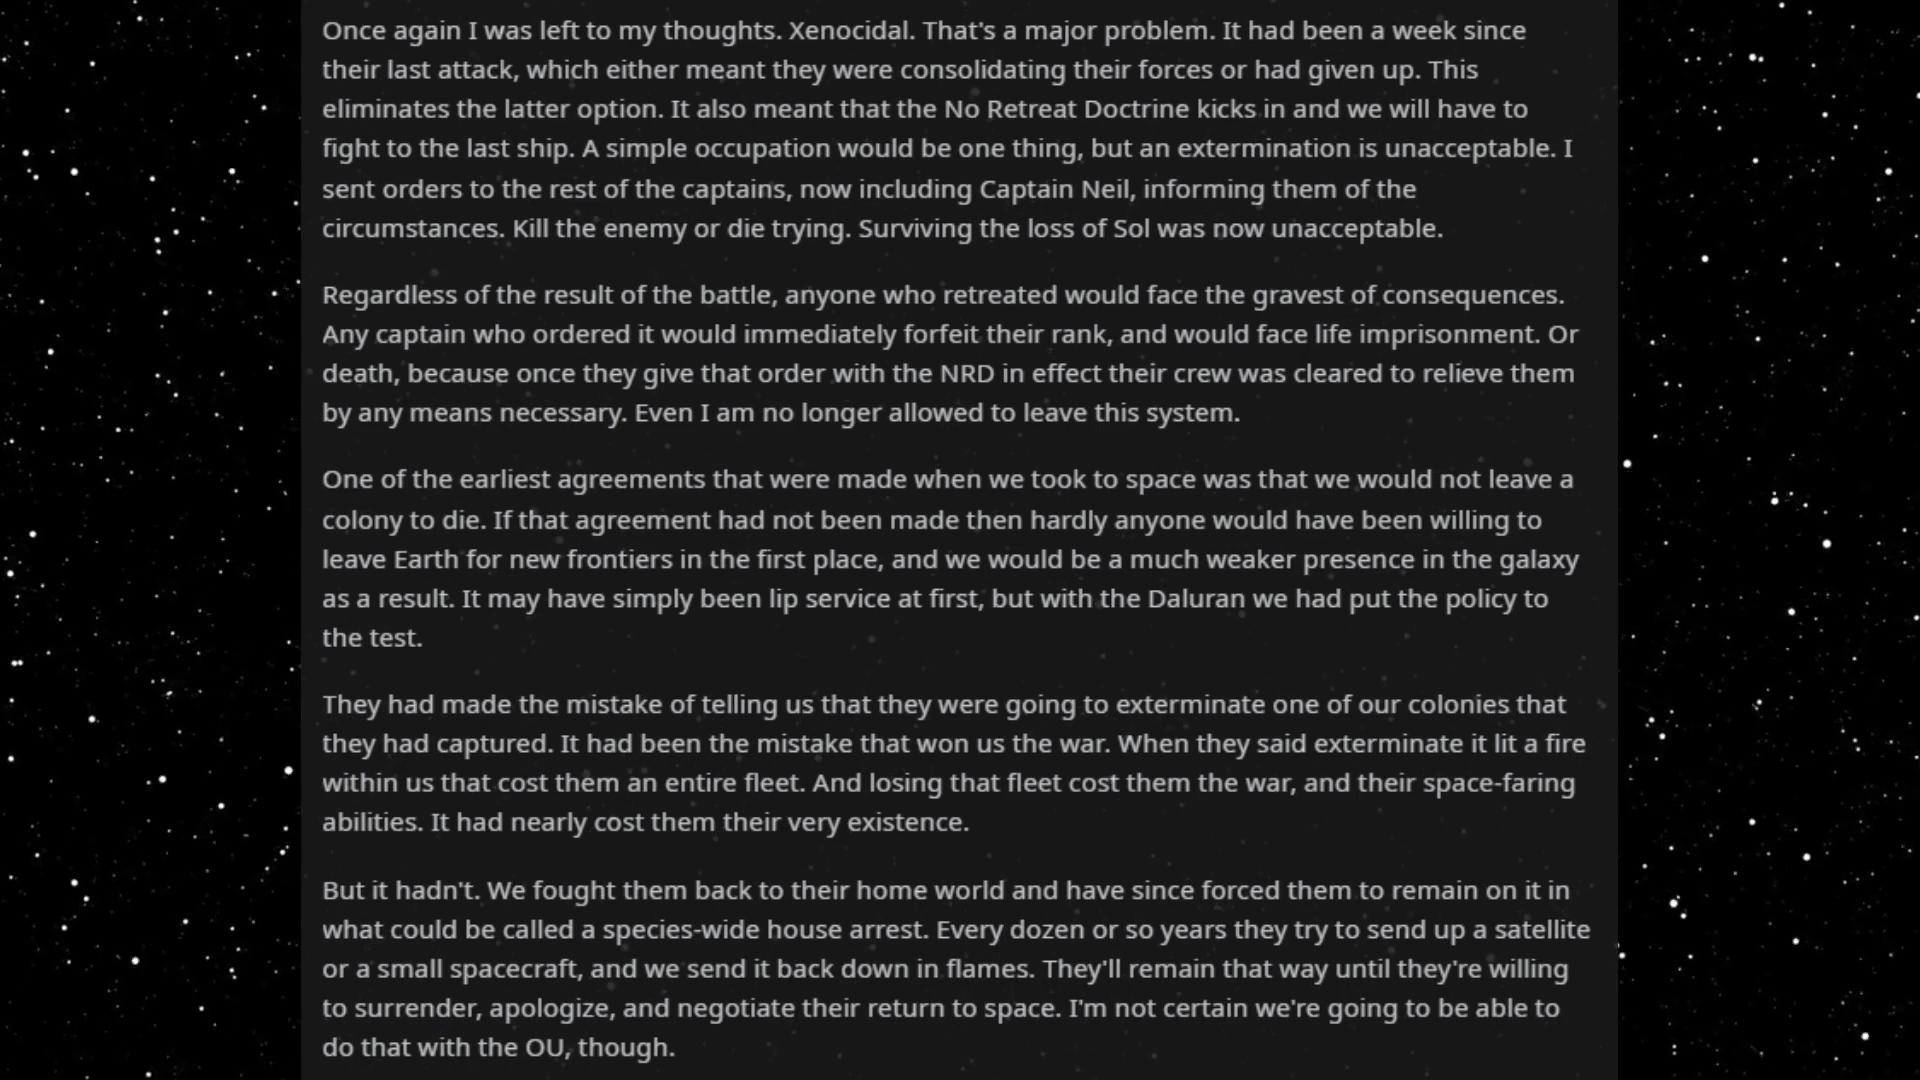 Once again I was left to my thoughts. Xenocidal. That's a major problem. It had been a week since
their last attack, which either meant they were consolidating their forces or had given up. This
eliminates the latter option. It also meant that the No Retreat Doctrine kicks in and we will have to
fight to the last ship. A simple occupation would be one thing, but an extermination is unacceptable. I
sent orders to the rest of the captains, now including Captain Neil, informing them of the
circumstances. Kill the enemy or die trying. Surviving the loss of Sol was now unacceptable.
Regardless of the result of the battle, anyone who retreated would face the gravest of consequences.
Any captain who ordered it would immediately forfeit their rank, and would face life imprisonment. Or
death, because once they give that order with the NRD in effect their crew was cleared to relieve them
by any means necessary. Even I am no longer allowed to leave this system.
One of the earliest agreements that were made when we took to space was that we would not leave a
colony to die. If that agreement had not been made then hardly anyone would have been willing to
leave Earth for new frontiers in the first place, and we would be a much weaker presence in the galaxy
as a result. It may have simply been lip service at first, but with the Daluran we had put the policy to
the test.
They had made the mistake of telling us that they were going to exterminate one of our colonies that
they had captured. It had been the mistake that won us the war. When they said exterminate it lit a fire
within us that cost them an entire fleet. And losing that fleet cost them the war, and their space-faring
abilities. It had nearly cost them their very existence.
But it hadn't. We fought them back to their home world and have since forced them to remain on it in
what could be called a species-wide house arrest. Every dozen or so years they try to send up a satellite
or a small spacecraft, and we send it back down in flames. They'll remain that way until they're willing
to surrender, apologize, and negotiate their return to space. I'm not certain we're going to be able to
do that with the OU, though.